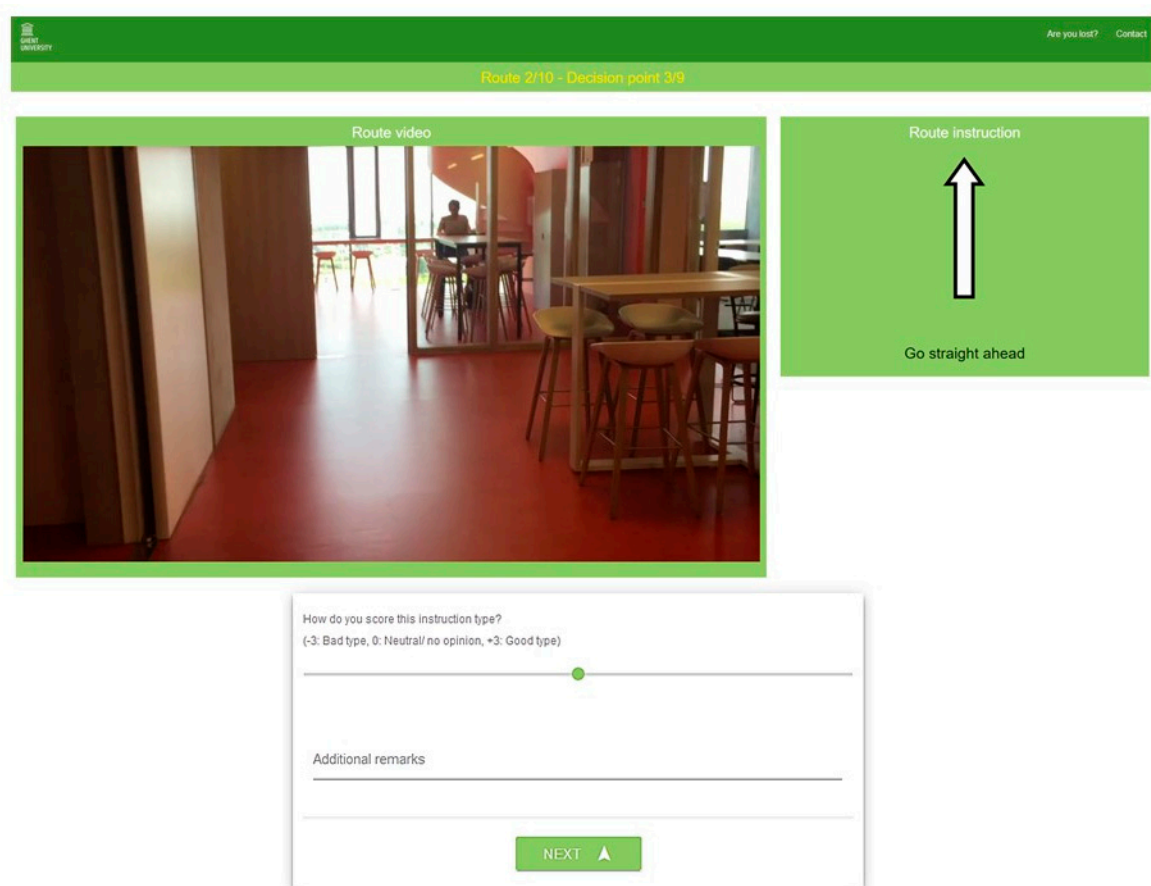 GHENT
UNIVERSITY
Are you lost? Contact
Route 2/10 - Decision point 3/9
Route video
Route instruction
Go straight ahead
How do you score this instruction type?
(-3: Bad type, 0: Neutral/ no opinion, +3: Good type)
Additional remarks
NEXT